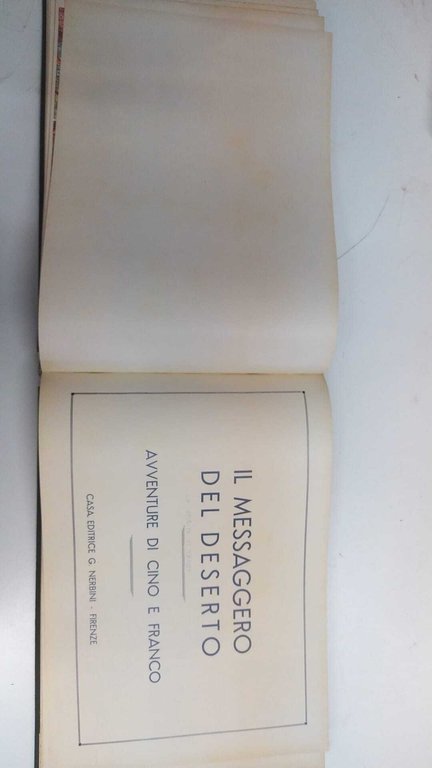 IL MESSAGGERO
DEL DESERTO
AVVENTURE DI CINO E FRANCO
CASA EDITRICE G. NERBINI - FIRENZE